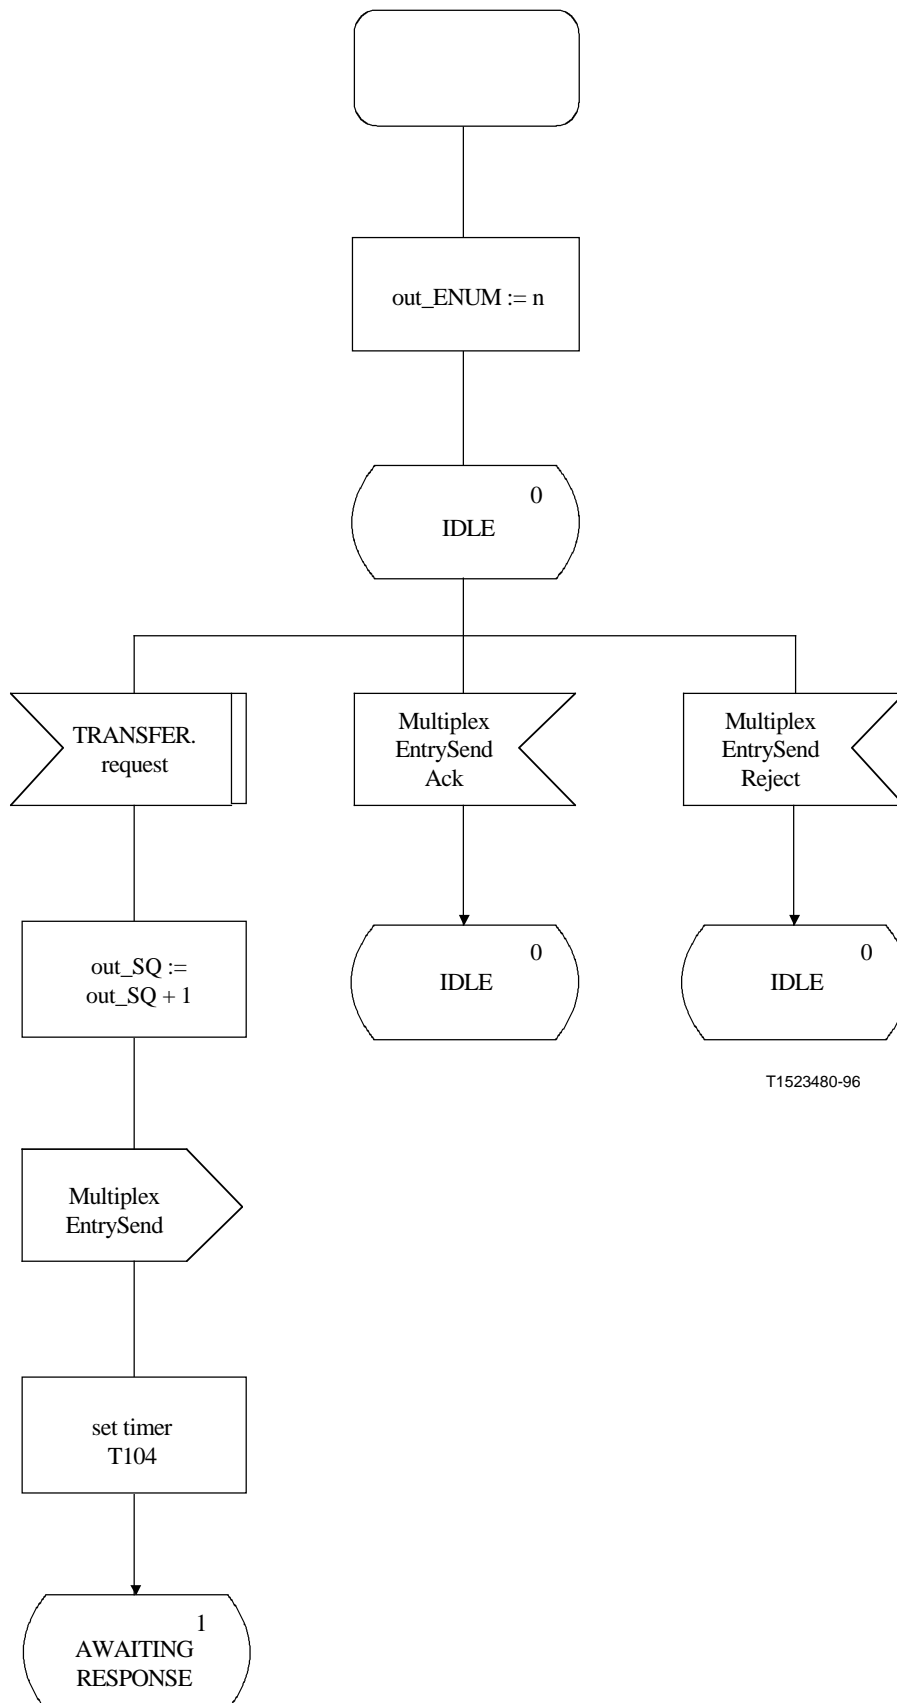 out_ENUM := n
0
IDLE
TRANSFER.
request
Multiplex
EntrySend
Ack
Multiplex
EntrySend
Reject
out_SQ :=
out_SQ + 1
0
IDLE
0
IDLE
T1523480-96
Multiplex
EntrySend
set timer
T104
1
AWAITING
RESPONSE